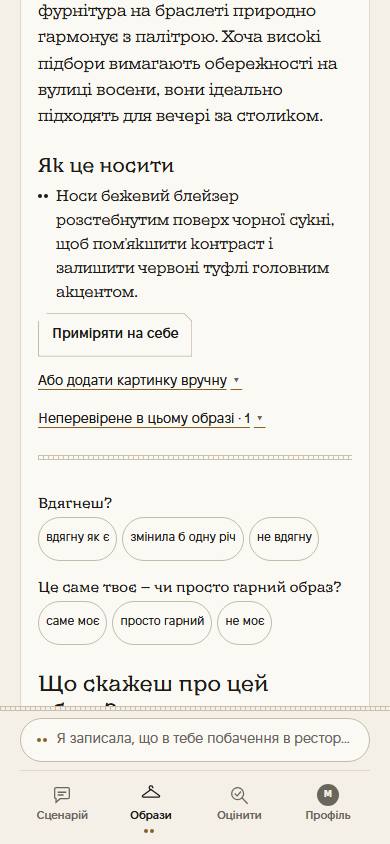 фурнітура на браслеті природно
гармонує з палітрою. Хоча високі
підбори вимагають обережності на
вулиці восени, вони ідеально
підходять для вечері за столиком.
Як це носити
•• Носи бежевий блейзер
розстебнутим поверх чорної сукні,
щоб пом'якшити контраст і
залишити червоні туфлі головним
акцентом.
Приміряти на себе
Або додати картинку вручну ▾
Неперевірене в цьому образі · 1 ▾
Вдягнеш?
вдягну як є змінила б одну річ не вдягну
Це саме твоє — чи просто гарний образ?
саме моє просто гарний не моє
Що скажеш про цей
•• Я записала, що в тебе побачення в рестор...
М
Сценарій Образи Оцінити Профіль